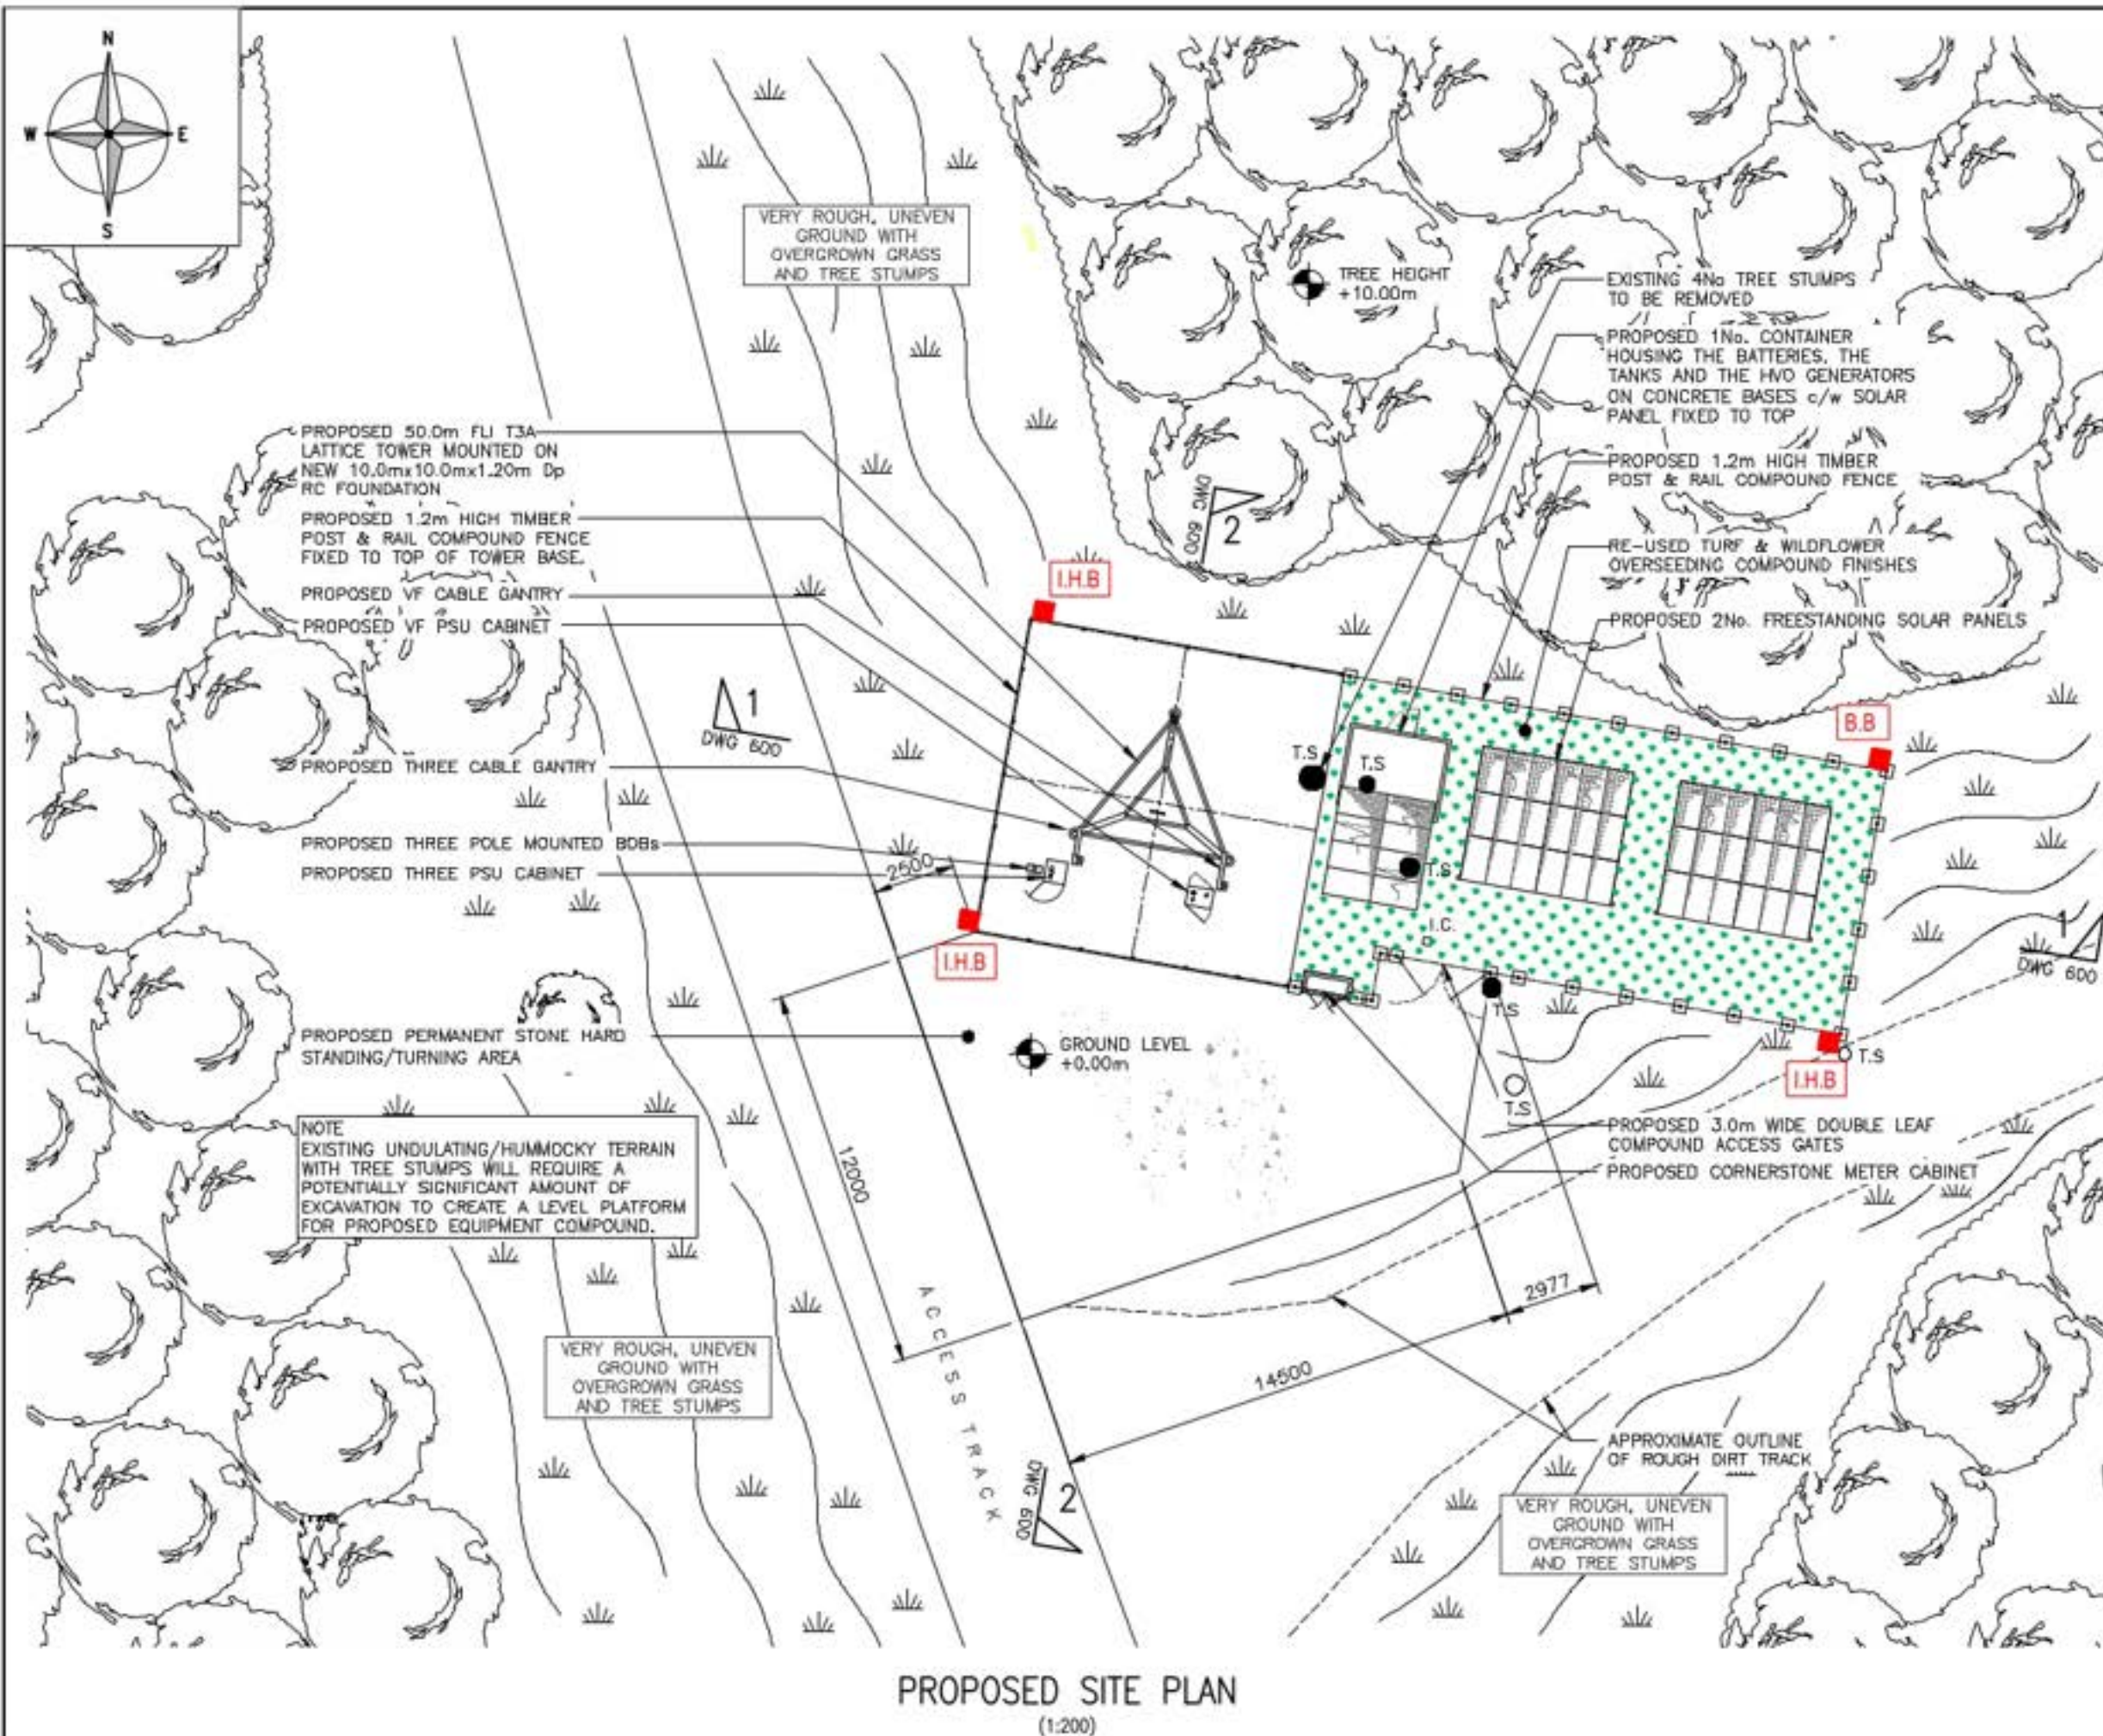 N
W E
S
VERY ROUGH, UNEVEN
GROUND WITH
OVERGROWN GRASS
AND TREE STUMPS
TREE HEIGHT
+10.00m
EXISTING 4No TREE STUMPS
TO BE REMOVED
PROPOSED 1No. CONTAINER
HOUSING THE BATTERIES, THE
TANKS AND THE HVO GENERATORS
ON CONCRETE BASES c/w SOLAR
PANEL FIXED TO TOP
PROPOSED 1.2m HIGH TIMBER
POST & RAIL COMPOUND FENCE
RE-USED TURF & WILDFLOWER
OVERSEEDING COMPOUND FINISHES
PROPOSED 2No. FREESTANDING SOLAR PANELS
PROPOSED 50.0m FLI T3A
LATTICE TOWER MOUNTED ON
NEW 10.0mx10.0mx1.20m Dp
RC FOUNDATION
PROPOSED 1.2m HIGH TIMBER
POST & RAIL COMPOUND FENCE
FIXED TO TOP OF TOWER BASE.
PROPOSED VF CABLE GANTRY
PROPOSED VF PSU CABINET
PROPOSED THREE CABLE GANTRY
PROPOSED THREE POLE MOUNTED BOBs
PROPOSED THREE PSU CABINET
PROPOSED PERMANENT STONE HARD
STANDING/TURNING AREA
DWG 600
2
I.H.B
1
DWG 600
B.B
T.S
T.S
T.S
I.C.
2500
I.H.B
T.S
1
DWG 600
GROUND LEVEL
+0.00m
T.S
I.H.B
T.S
NOTE
EXISTING UNDULATING/HUMMOCKY TERRAIN
WITH TREE STUMPS WILL REQUIRE A
POTENTIALLY SIGNIFICANT AMOUNT OF
EXCAVATION TO CREATE A LEVEL PLATFORM
FOR PROPOSED EQUIPMENT COMPOUND.
PROPOSED 3.0m WIDE DOUBLE LEAF
COMPOUND ACCESS GATES
PROPOSED CORNERSTONE METER CABINET
12000
2977
14500
ACCESS TRACK
VERY ROUGH, UNEVEN
GROUND WITH
OVERGROWN GRASS
AND TREE STUMPS
APPROXIMATE OUTLINE
OF ROUGH DIRT TRACK
DWG 600
2
VERY ROUGH, UNEVEN
GROUND WITH
OVERGROWN GRASS
AND TREE STUMPS
PROPOSED SITE PLAN
(1:200)